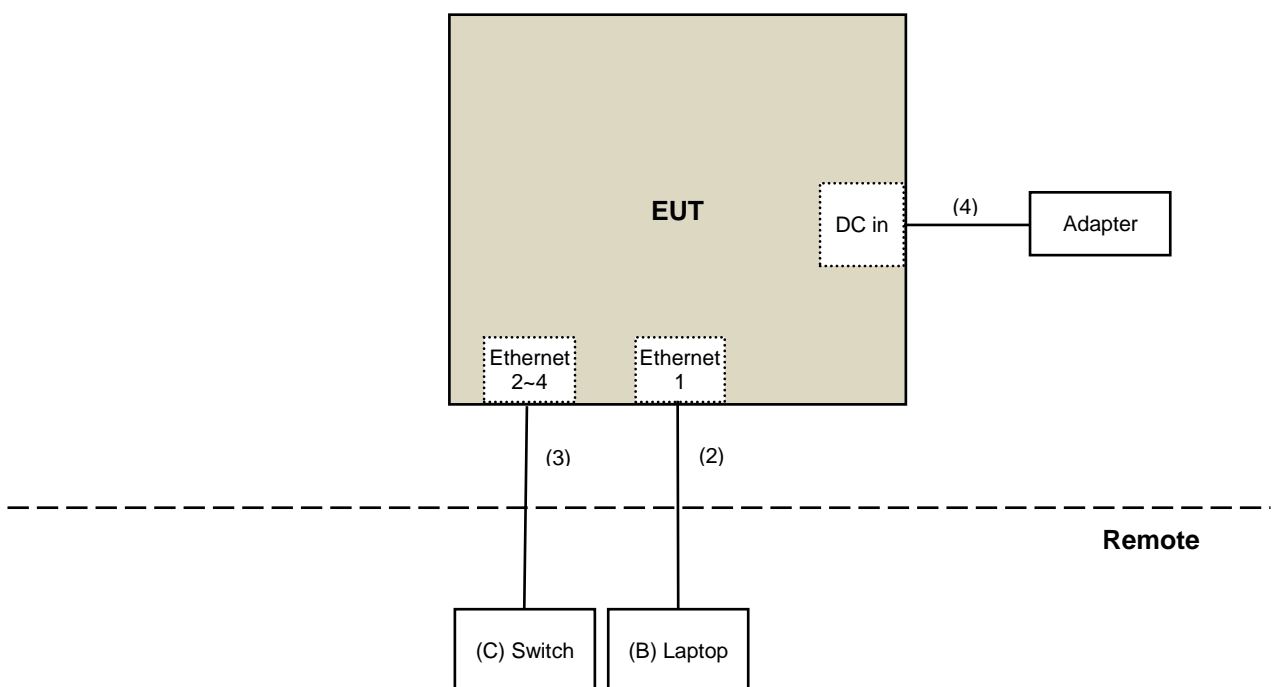 EUT
DC in
(4)
Adapter
Ethernet
2~4
Ethernet
1
(3)
(2)
Remote
(C) Switch
(B) Laptop